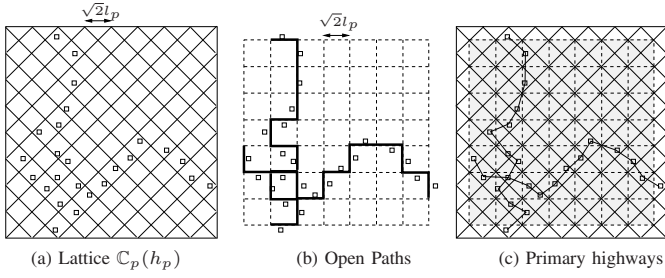 √2l_p
√2l_p
(a) Lattice ℂ_p(h_p)
(b) Open Paths
(c) Primary highways